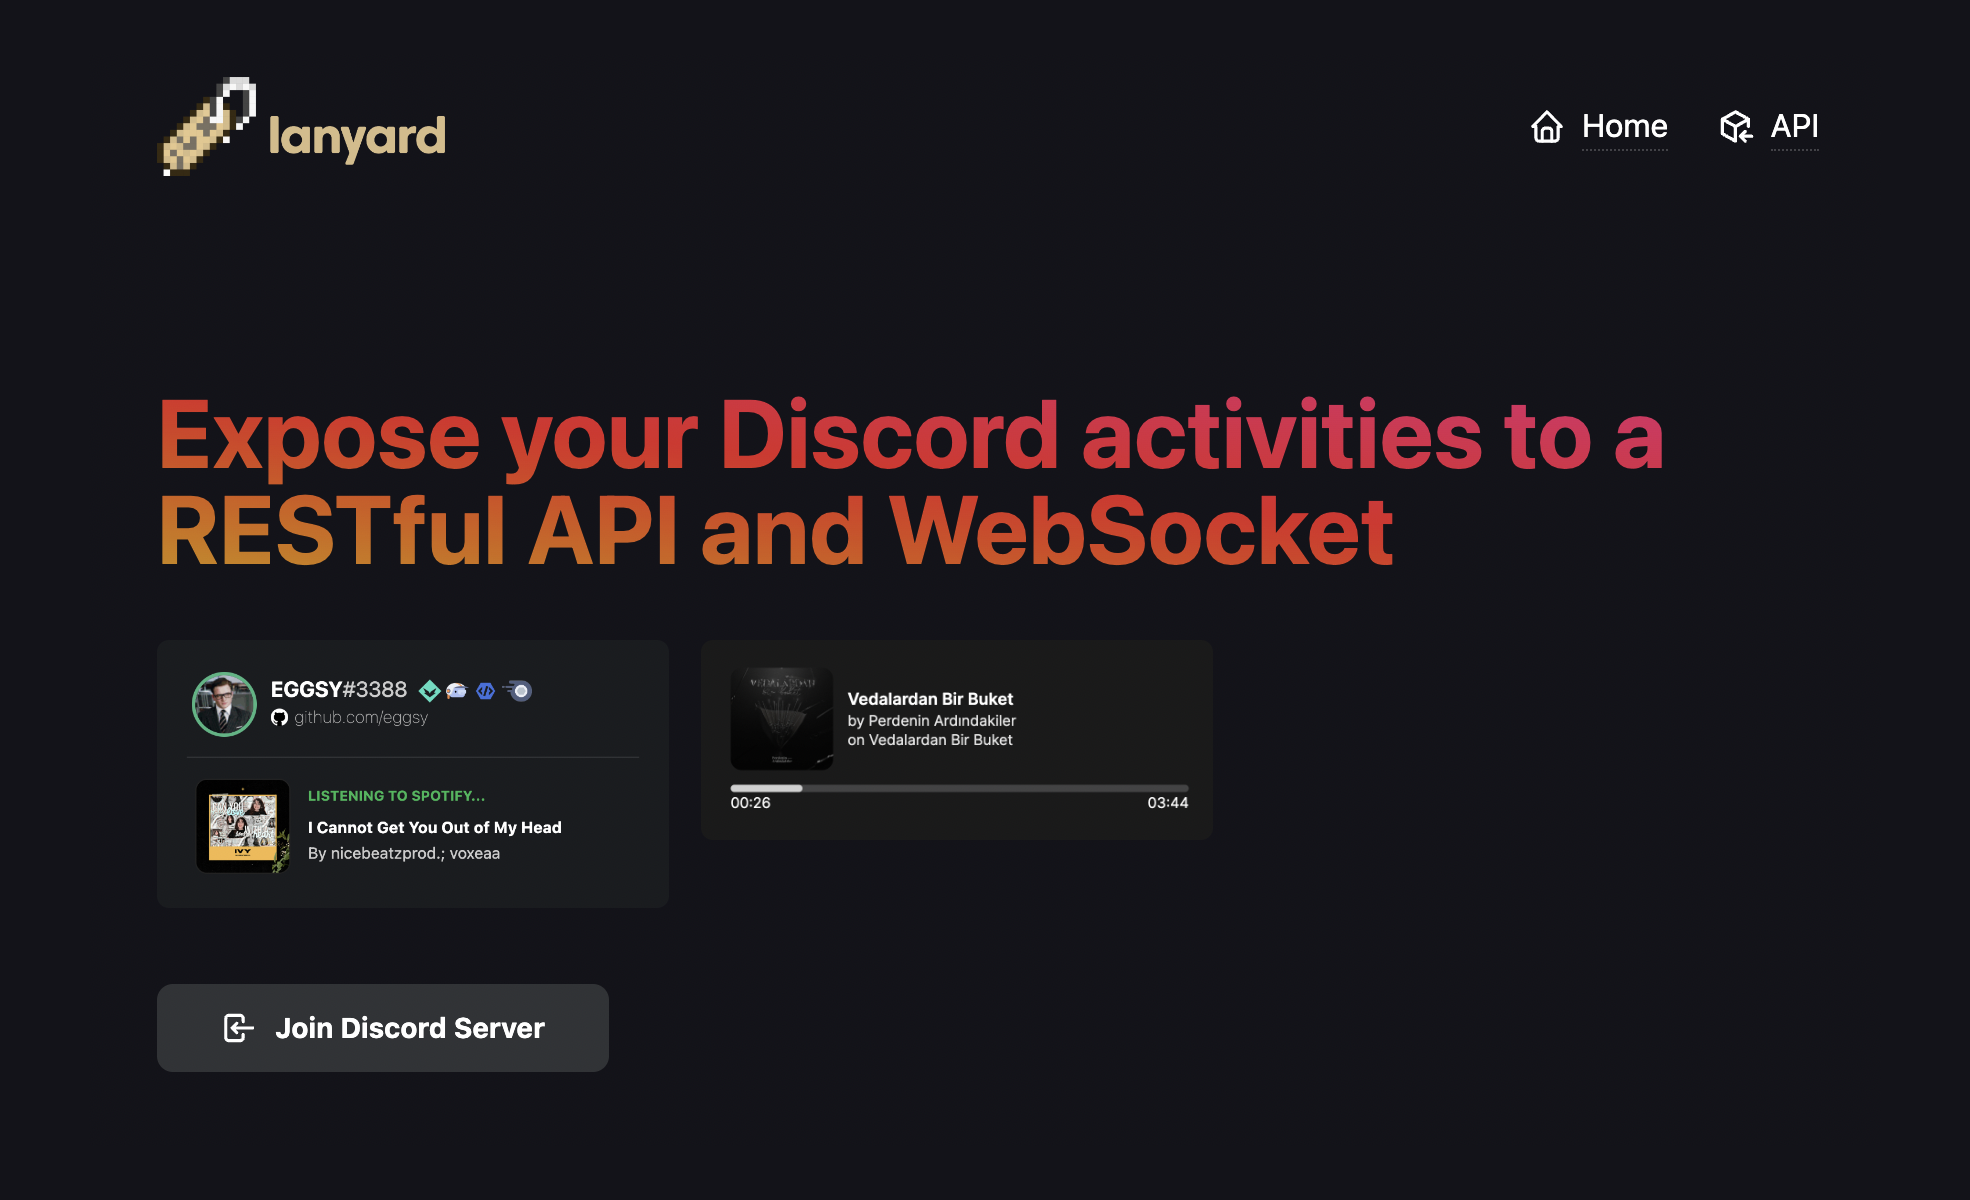 lanyard
Home
API
Expose your Discord activities to a
RESTful API and WebSocket
EGGSY#3388
github.com/eggsy
LISTENING TO SPOTIFY...
I Cannot Get You Out of My Head
By nicebeatzprod.; voxeaa
IVY
Vedalardan Bir Buket
by Perdenin Ardındakiler
on Vedalardan Bir Buket
00:26
03:44
Join Discord Server